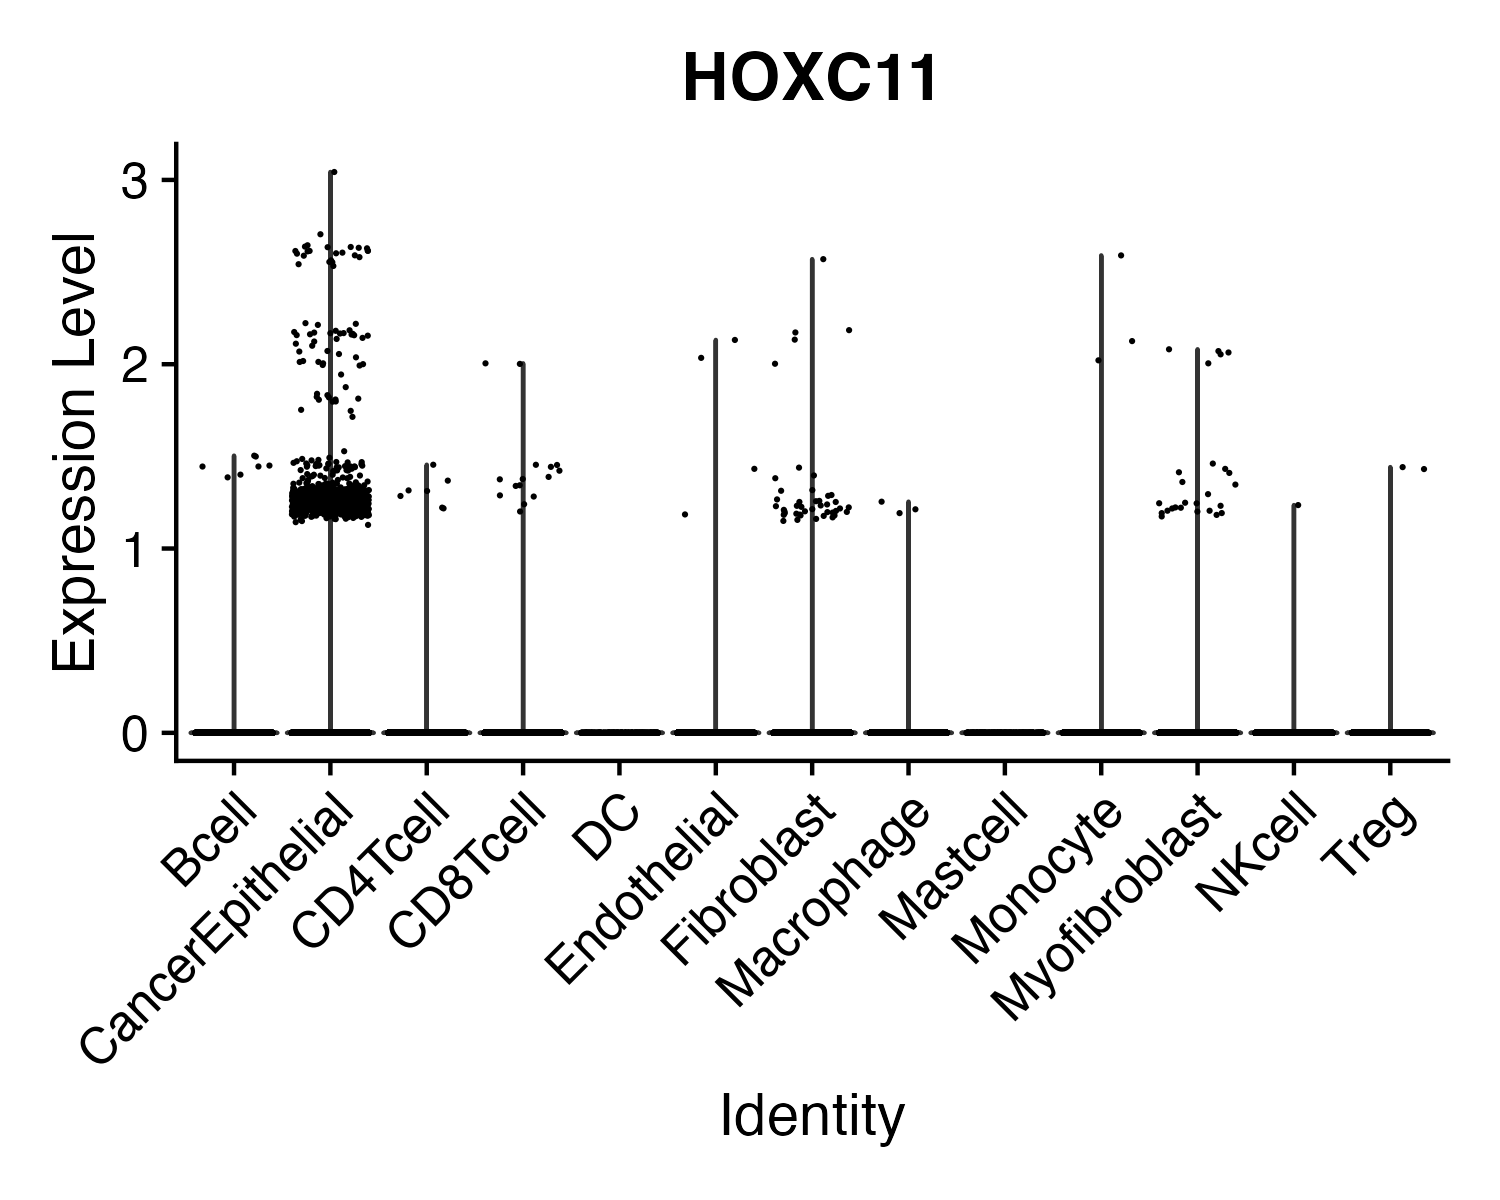 HOXC11
Expression Level
3
2
1
0
Bcell
CancerEpithelial
CD4Tcell
CD8Tcell
DC
Endothelial
Fibroblast
Macrophage
Mastcell
Monocyte
Myofibroblast
NKcell
Treg
Identity